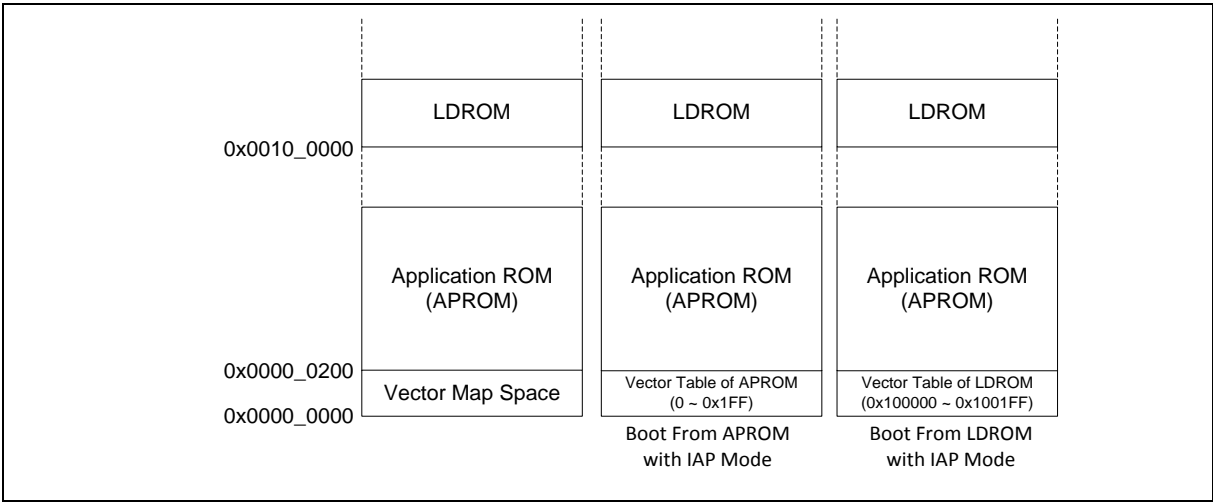 LDROM
LDROM
LDROM
0x0010_0000
Application ROM
(APROM)
Application ROM
(APROM)
Application ROM
(APROM)
0x0000_0200
Vector Map Space
Vector Table of APROM
(0 ~ 0x1FF)
Vector Table of LDROM
(0x100000 ~ 0x1001FF)
0x0000_0000
Boot From APROM
with IAP Mode
Boot From LDROM
with IAP Mode